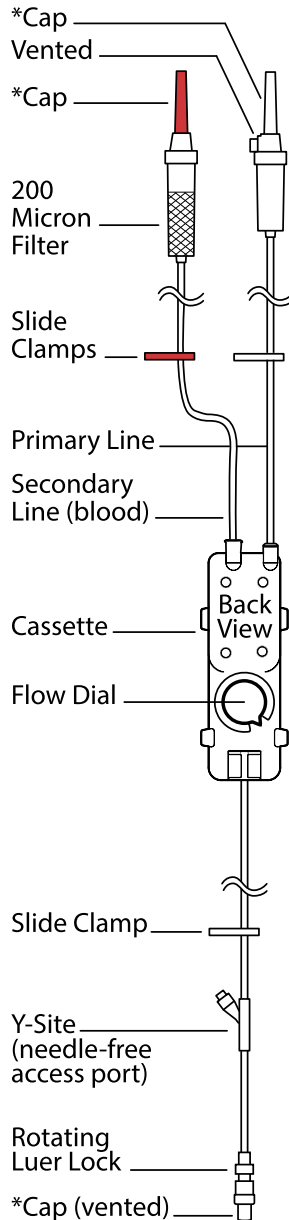 *Cap
Vented
*Cap
200
Micron
Filter
Slide
Clamps
Primary Line
Secondary
Line (blood)
Back
View
Cassette
Flow Dial
Slide Clamp
Y-Site
(needle-free
access port)
Rotating
Luer Lock
*Cap (vented)